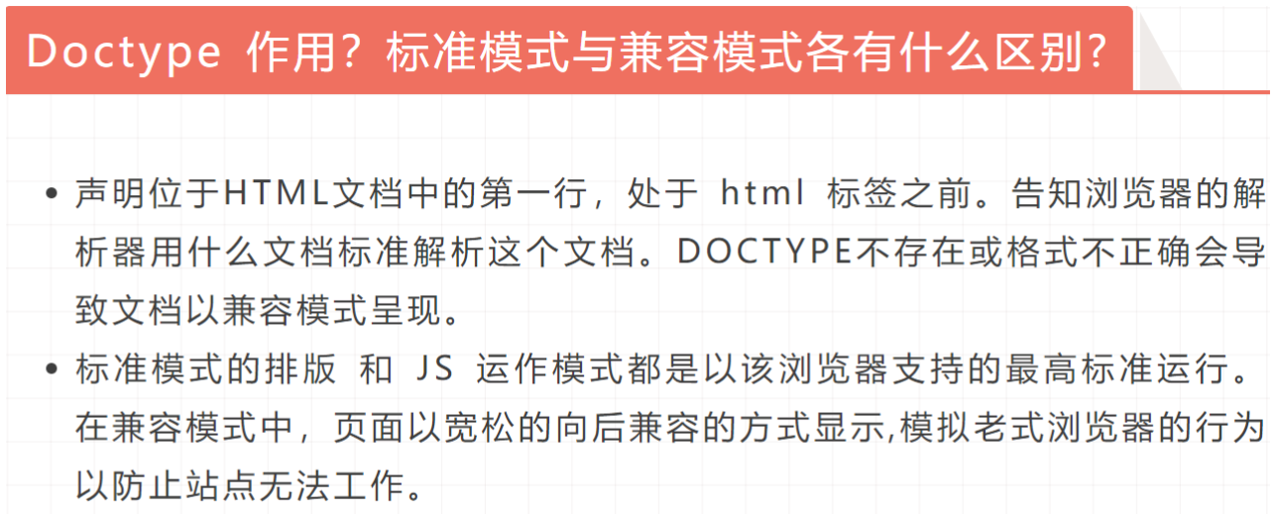 Doctype 作用？标准模式与兼容模式各有什么区别?
• 声明位于HTML文档中的第一行，处于 html 标签之前。告知浏览器的解
析器用什么文档标准解析这个文档。DOCTYPE不存在或格式不正确会导
致文档以兼容模式呈现。
• 标准模式的排版 和 JS 运作模式都是以该浏览器支持的最高标准运行。
在兼容模式中，页面以宽松的向后兼容的方式显示,模拟老式浏览器的行为
以防止站点无法工作。